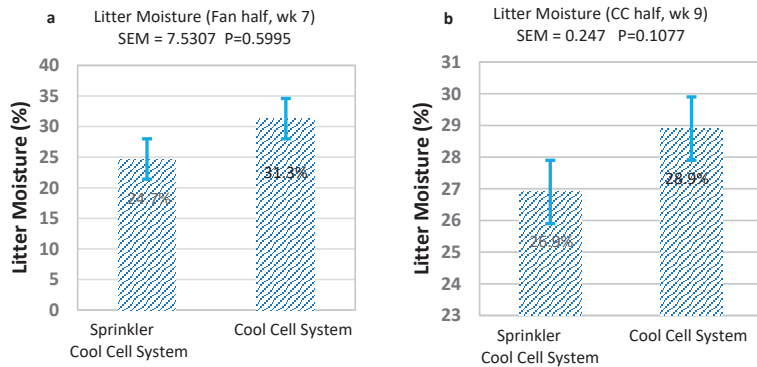 a Litter Moisture (Fan half, wk 7)
SEM = 7.5307 P=0.5995
Litter Moisture (%)
40
35
30
25
20
15
10
5
0
24.7%
31.3%
Sprinkler
Cool Cell System
Cool Cell System
b Litter Moisture (CC half, wk 9)
SEM = 0.247 P=0.1077
Litter Moisture (%)
31
30
29
28
27
26
25
24
23
26.9%
28.9%
Sprinkler
Cool Cell System
Cool Cell System